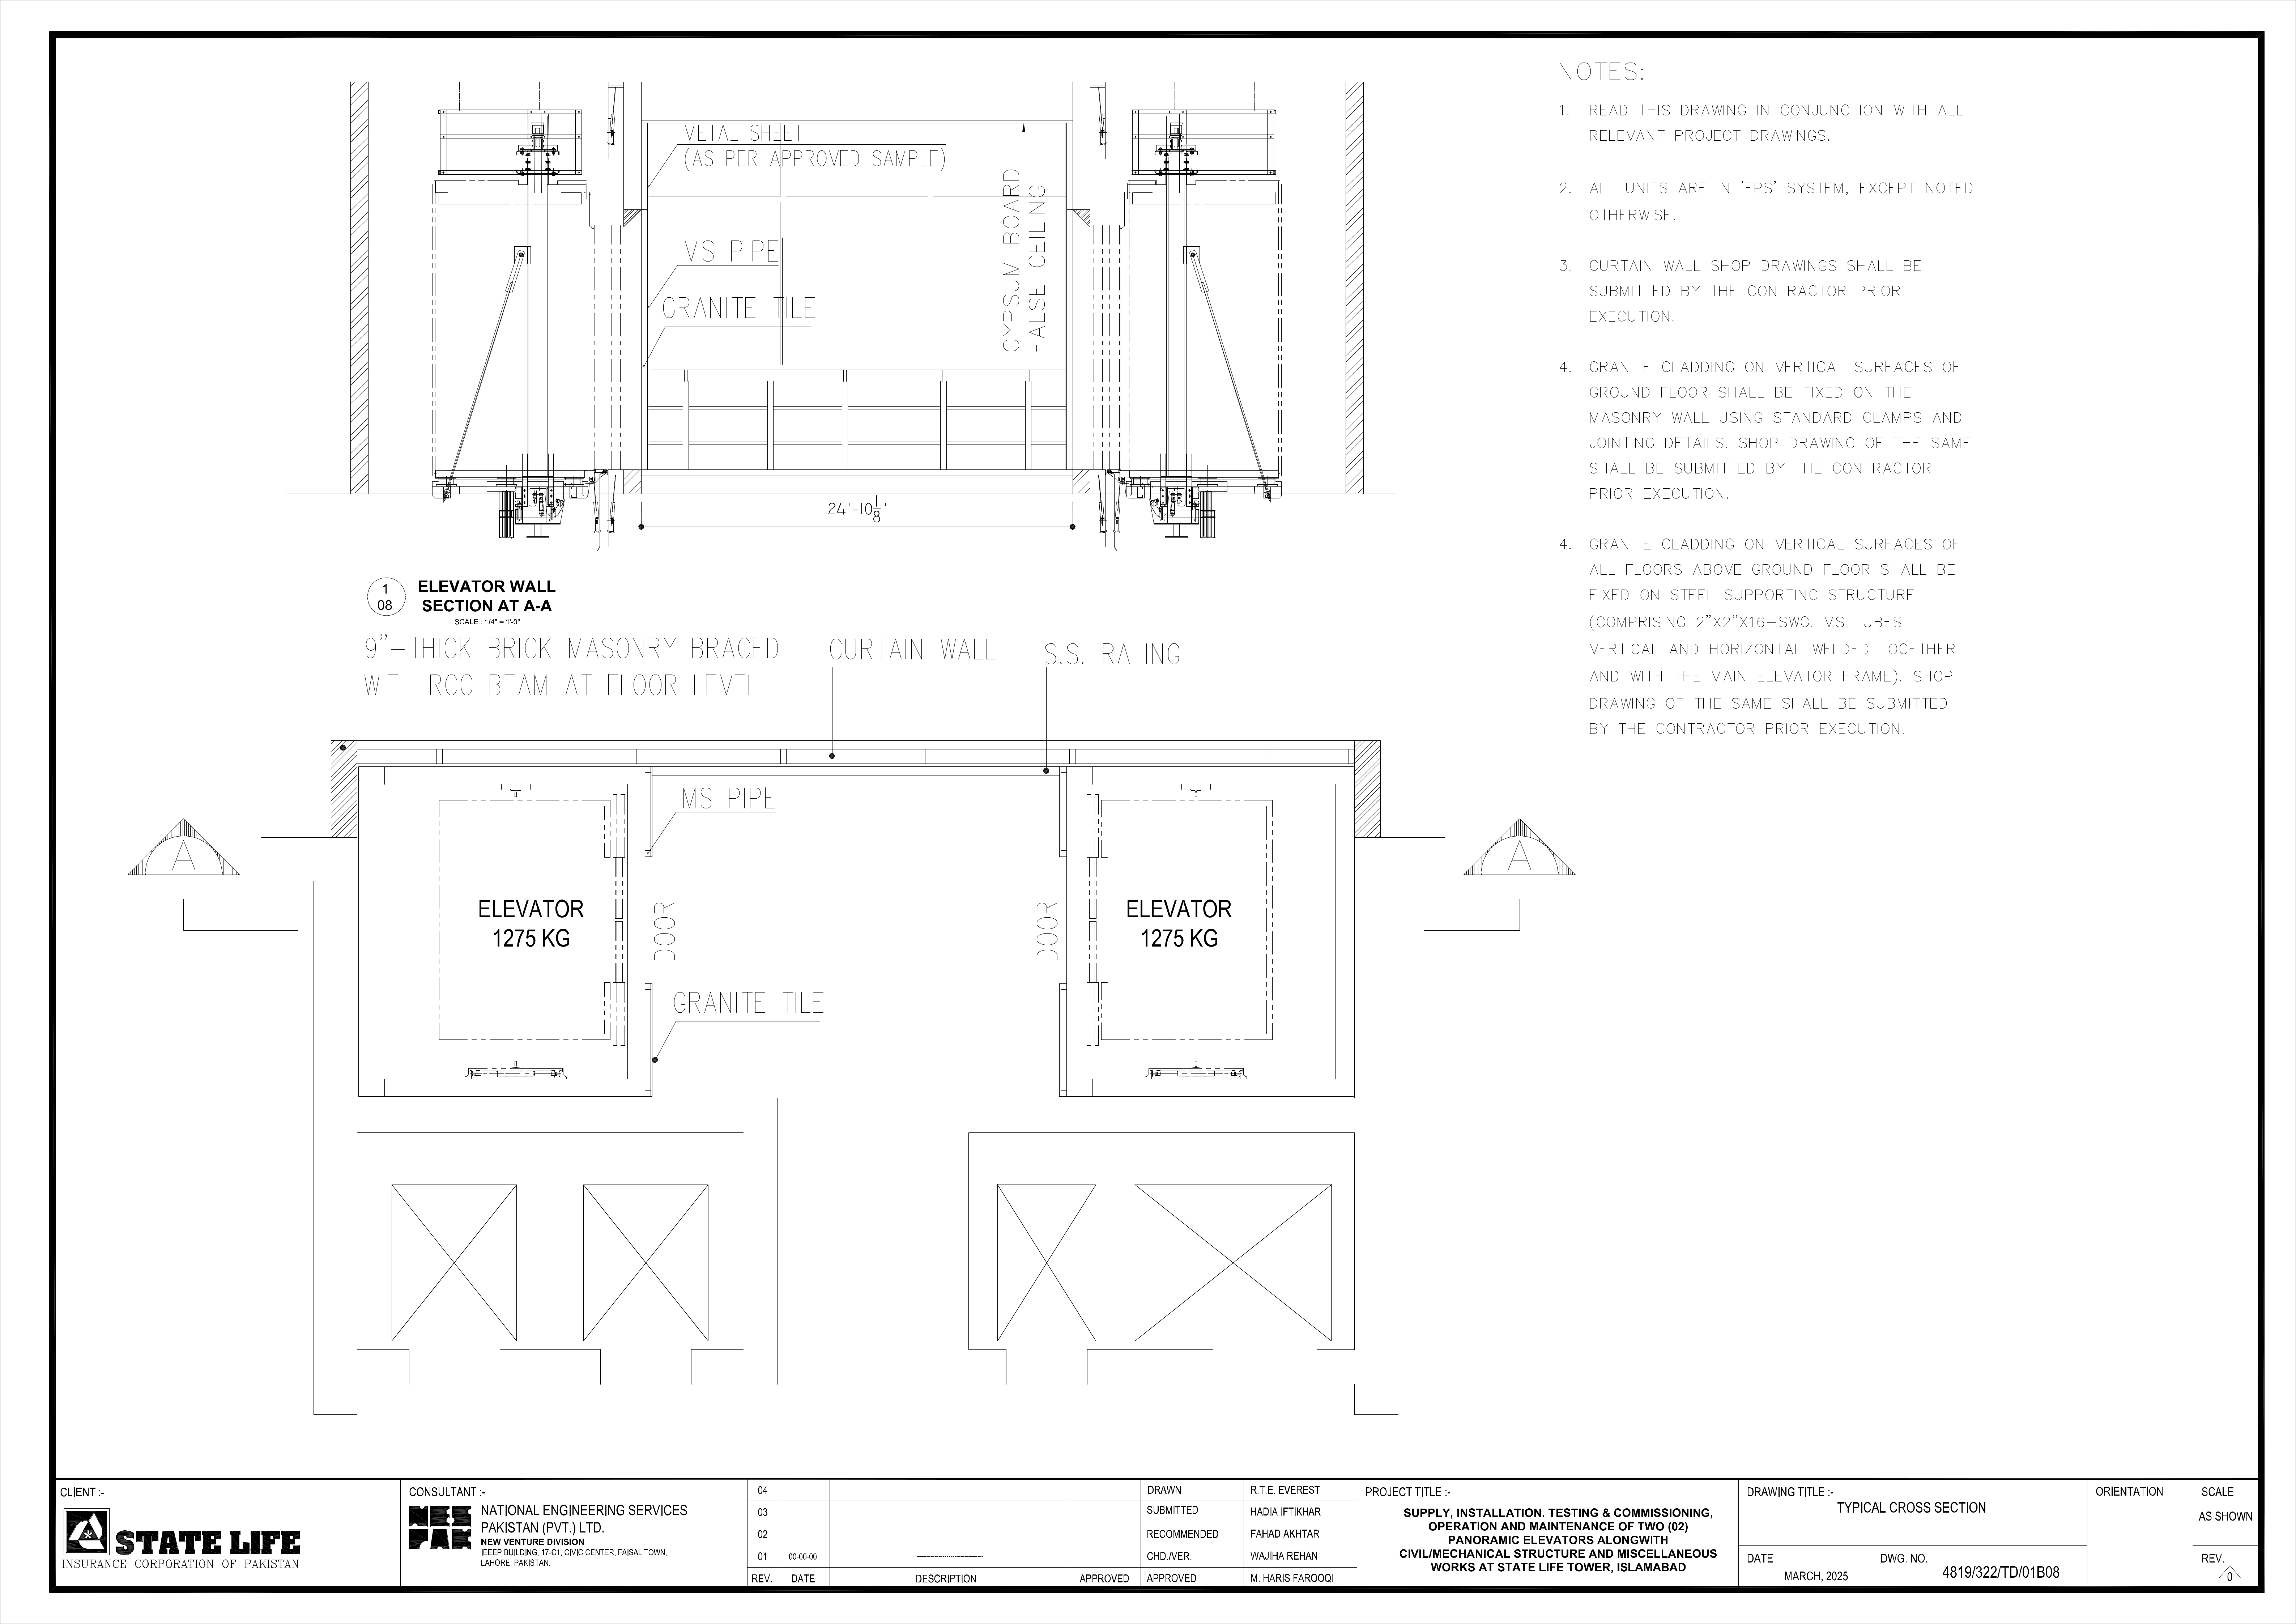 METAL SHEET
(AS PER APPROVED SAMPLE)
MS PIPE
GRANITE TILE
GYPSUM BOARD
FALSE CEILING
24'-10 1/8"
1
08
ELEVATOR WALL
SECTION AT A-A
SCALE : 1/4" = 1'-0"
9"-THICK BRICK MASONRY BRACED
WITH RCC BEAM AT FLOOR LEVEL
CURTAIN WALL
S.S. RALING
MS PIPE
A
A
ELEVATOR
1275 KG
DOOR
DOOR
ELEVATOR
1275 KG
GRANITE TILE
NOTES:
1. READ THIS DRAWING IN CONJUNCTION WITH ALL
RELEVANT PROJECT DRAWINGS.
2. ALL UNITS ARE IN 'FPS' SYSTEM, EXCEPT NOTED
OTHERWISE.
3. CURTAIN WALL SHOP DRAWINGS SHALL BE
SUBMITTED BY THE CONTRACTOR PRIOR
EXECUTION.
4. GRANITE CLADDING ON VERTICAL SURFACES OF
GROUND FLOOR SHALL BE FIXED ON THE
MASONRY WALL USING STANDARD CLAMPS AND
JOINTING DETAILS. SHOP DRAWING OF THE SAME
SHALL BE SUBMITTED BY THE CONTRACTOR
PRIOR EXECUTION.
4. GRANITE CLADDING ON VERTICAL SURFACES OF
ALL FLOORS ABOVE GROUND FLOOR SHALL BE
FIXED ON STEEL SUPPORTING STRUCTURE
(COMPRISING 2"X2"X16-SWG. MS TUBES
VERTICAL AND HORIZONTAL WELDED TOGETHER
AND WITH THE MAIN ELEVATOR FRAME). SHOP
DRAWING OF THE SAME SHALL BE SUBMITTED
BY THE CONTRACTOR PRIOR EXECUTION.
CLIENT :-
STATE LIFE
INSURANCE CORPORATION OF PAKISTAN
CONSULTANT :-
NES
PAK
NATIONAL ENGINEERING SERVICES
PAKISTAN (PVT.) LTD.
NEW VENTURE DIVISION
IEEEP BUILDING, 17-C1, CIVIC CENTER, FAISAL TOWN,
LAHORE, PAKISTAN.
04
03
02
01 00-00-00
REV. DATE DESCRIPTION APPROVED
DRAWN R.T.E. EVEREST
SUBMITTED HADIA IFTIKHAR
RECOMMENDED FAHAD AKHTAR
CHD./VER. WAJIHA REHAN
APPROVED M. HARIS FAROOQI
PROJECT TITLE :-
SUPPLY, INSTALLATION. TESTING & COMMISSIONING,
OPERATION AND MAINTENANCE OF TWO (02)
PANORAMIC ELEVATORS ALONGWITH
CIVIL/MECHANICAL STRUCTURE AND MISCELLANEOUS
WORKS AT STATE LIFE TOWER, ISLAMABAD
DRAWING TITLE :-
TYPICAL CROSS SECTION
DATE
MARCH, 2025
DWG. NO.
4819/322/TD/01B08
ORIENTATION
SCALE
AS SHOWN
REV.
0